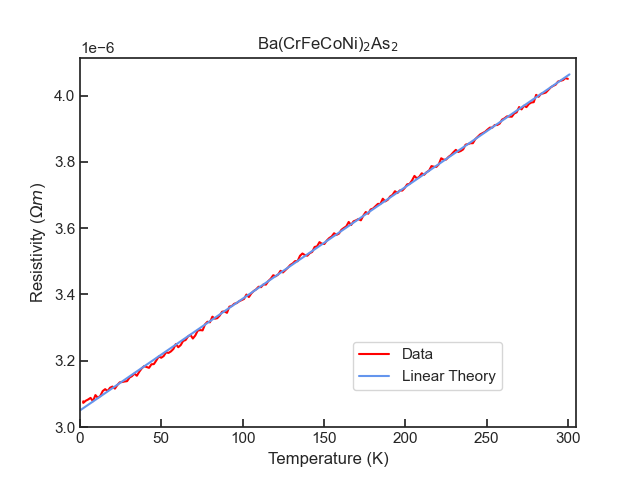 Ba(CrFeCoNi)₂As₂
1e−6
4.0
3.8
3.6
3.4
3.2
3.0
Resistivity (Ωm)
Data
Linear Theory
0 50 100 150 200 250 300
Temperature (K)